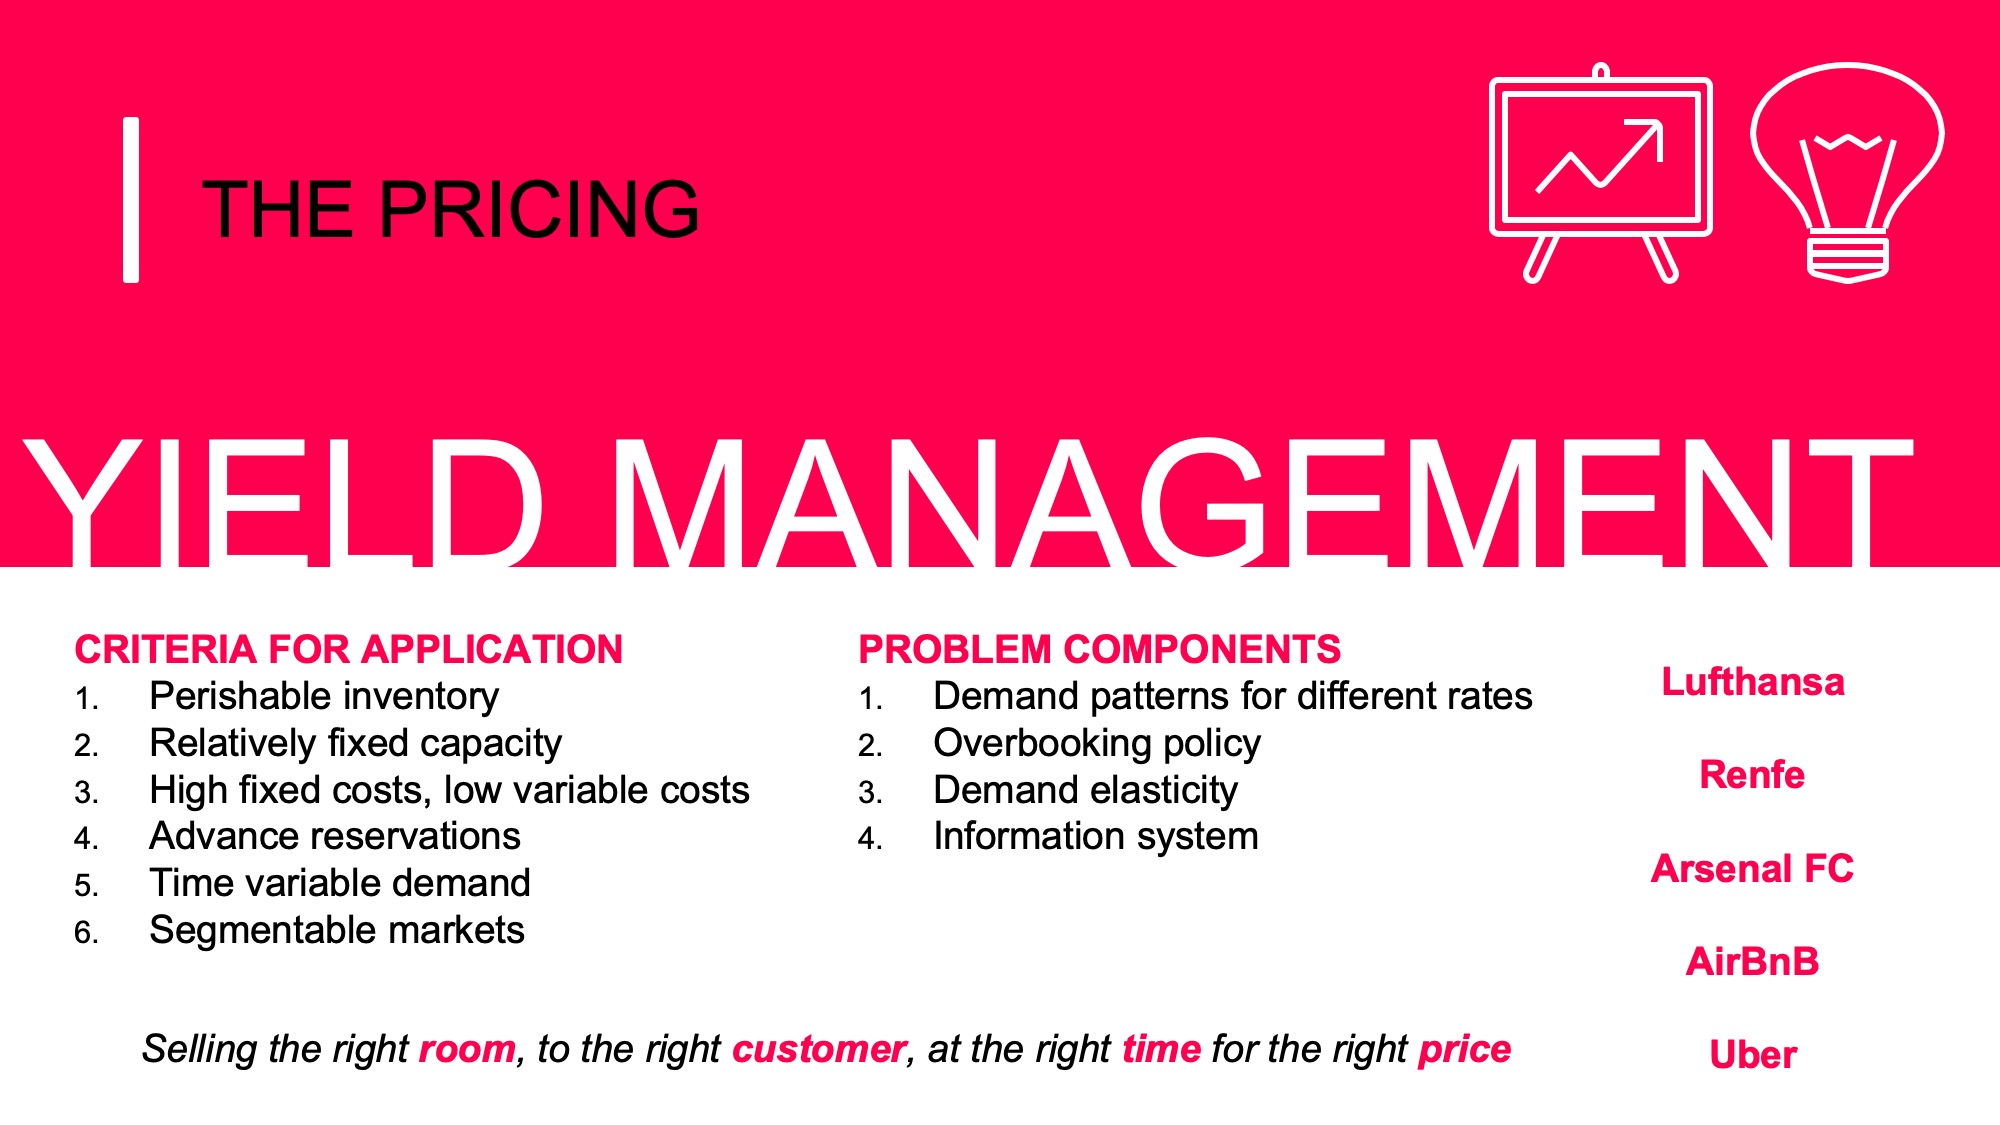 THE PRICING
YIELD MANAGEMENT
CRITERIA FOR APPLICATION
1. Perishable inventory
2. Relatively fixed capacity
3. High fixed costs, low variable costs
4. Advance reservations
5. Time variable demand
6. Segmentable markets
PROBLEM COMPONENTS
1. Demand patterns for different rates
2. Overbooking policy
3. Demand elasticity
4. Information system
Lufthansa
Renfe
Arsenal FC
AirBnB
Uber
Selling the right room, to the right customer, at the right time for the right price